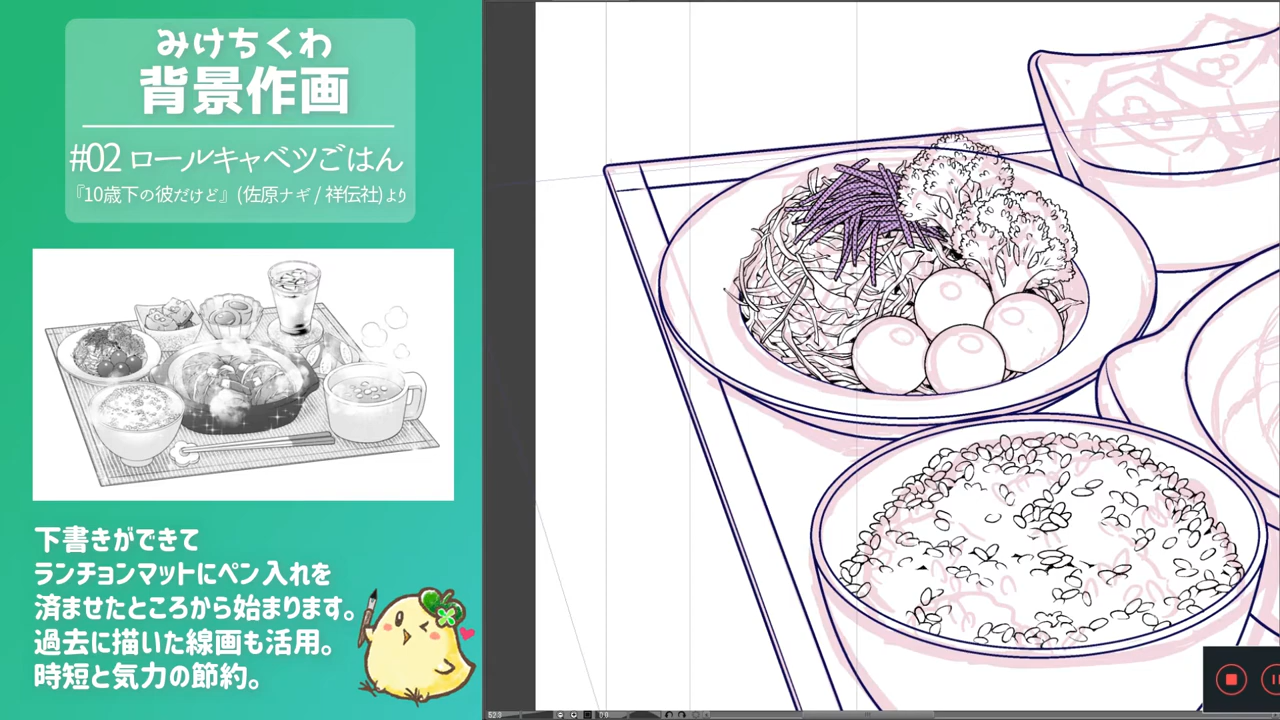 みけちくわ
背景作画
#02 ロールキャベツごはん
『10歳下の彼だけど』(佐原ナギ / 祥伝社)より
下書きができて
ランチョンマットにペン入れを
済ませたところから始まります。
過去に描いた線画も活用。
時短と気力の節約。
52.3
0.0